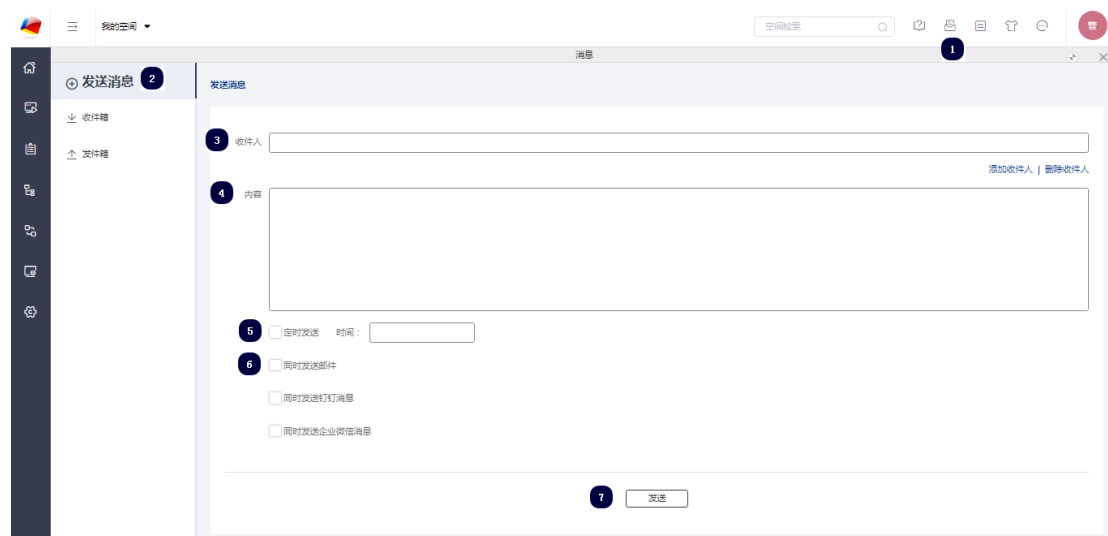 我的空间
空间检索
管
1
消息
发送消息 2
发送消息
收件箱
发件箱
3 收件人
添加收件人 | 删除收件人
4 内容
5 定时发送 时间：
6 同时发送邮件
同时发送钉钉消息
同时发送企业微信消息
7 发送